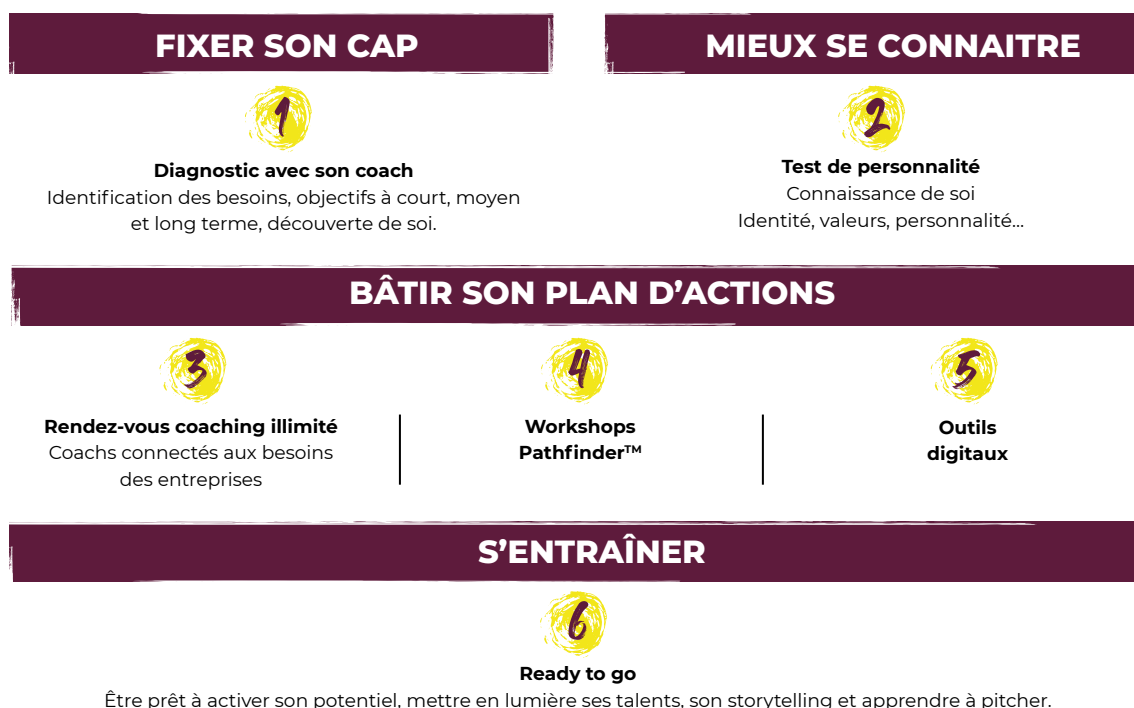 FIXER SON CAP
1
Diagnostic avec son coach
Identification des besoins, objectifs à court, moyen
et long terme, découverte de soi.
MIEUX SE CONNAITRE
2
Test de personnalité
Connaissance de soi
Identité, valeurs, personnalité...
BÂTIR SON PLAN D’ACTIONS
3
Rendez-vous coaching illimité
Coachs connectés aux besoins
des entreprises
4
Workshops
Pathfinder™
5
Outils
digitaux
S’ENTRAÎNER
6
Ready to go
Être prêt à activer son potentiel, mettre en lumière ses talents, son storytelling et apprendre à pitcher.